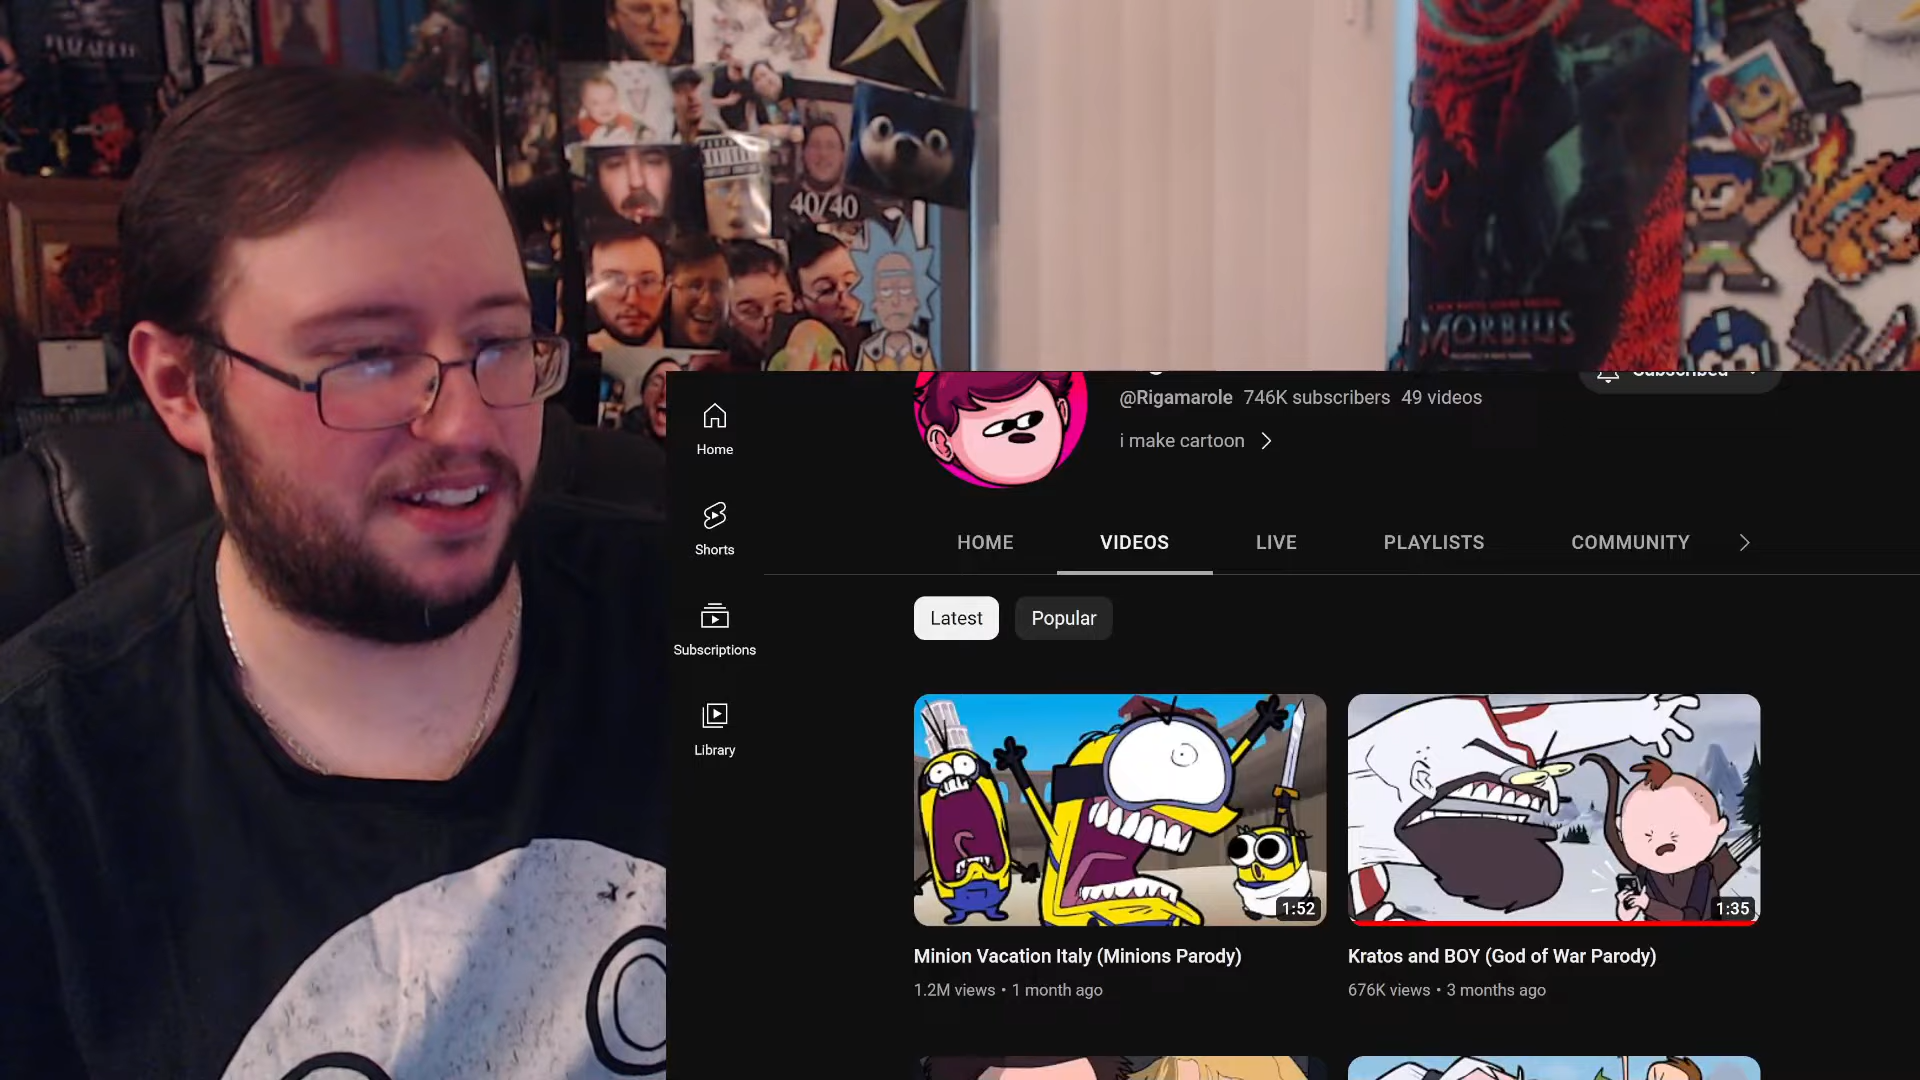 40/40
MORBIUS
Subscribed
@Rigamarole 746K subscribers 49 videos
i make cartoon
Home
Shorts
Subscriptions
Library
HOME VIDEOS LIVE PLAYLISTS COMMUNITY
Latest Popular
1:52
1:35
Minion Vacation Italy (Minions Parody)
Kratos and BOY (God of War Parody)
1.2M views • 1 month ago
676K views • 3 months ago